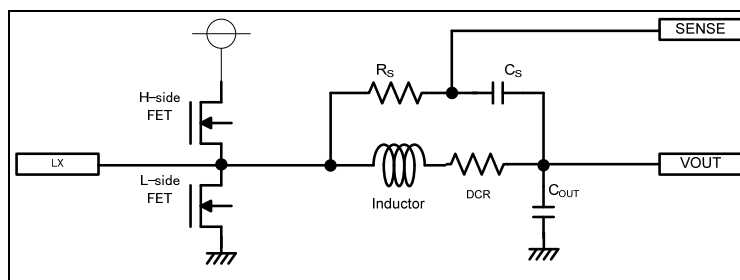 SENSE
RS
CS
H-side
FET
LX
VOUT
L-side
FET
Inductor
DCR
COUT